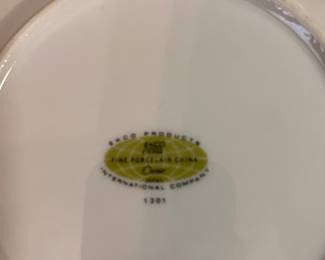 EKCO PRODUCTS
EKCO
FINE PORCELAIN CHINA
INTERNATIONAL COMPANY
1301